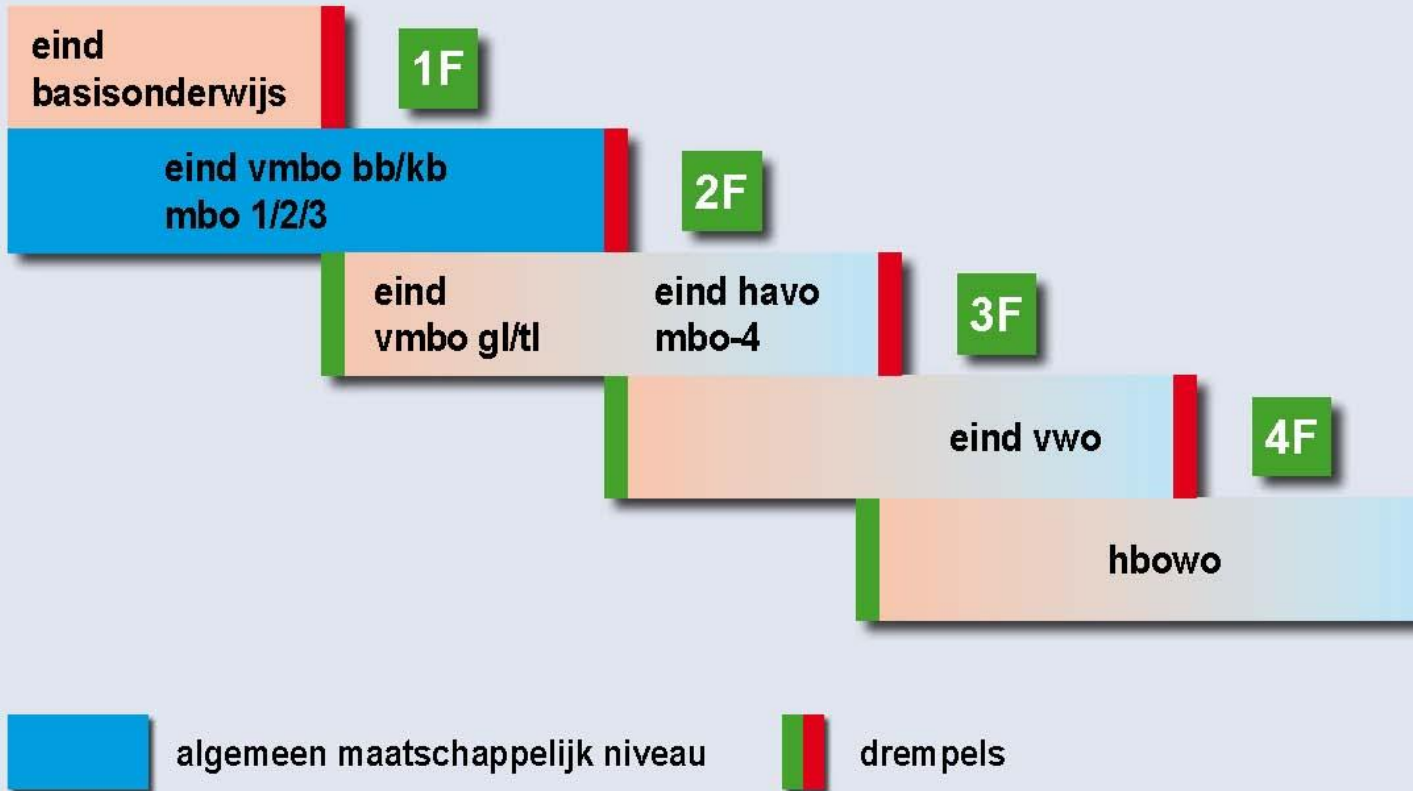 eind
basisonderwijs
1F
eind vmbo bb/kb
mbo 1/2/3
2F
eind
vmbo gl/tl
eind havo
mbo-4
3F
eind vwo
4F
hbowo
algemeen maatschappelijk niveau
drempels